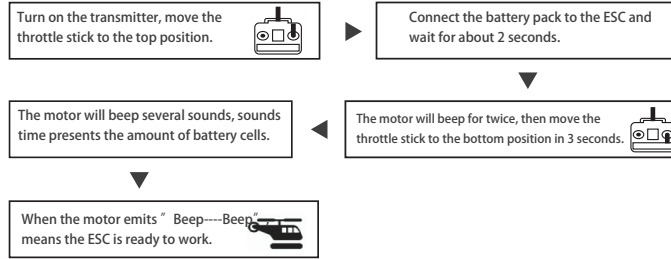 Turn on the transmitter, move the
throttle stick to the top position.
Connect the battery pack to the ESC and
wait for about 2 seconds.
The motor will beep for twice, then move the
throttle stick to the bottom position in 3 seconds.
The motor will beep several sounds, sounds
time presents the amount of battery cells.
When the motor emits " Beep----Beep"
means the ESC is ready to work.